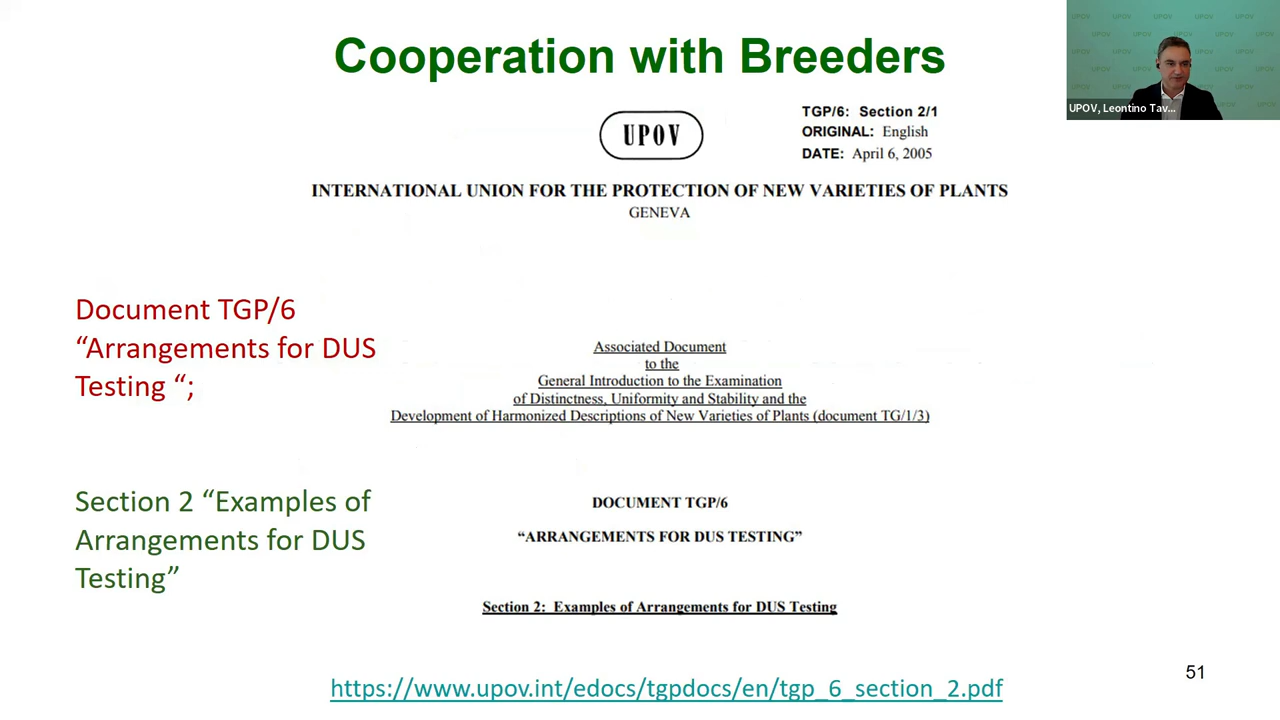 Cooperation with Breeders
UPOV, Leontino Tav...
UPOV
TGP/6: Section 2/1
ORIGINAL: English
DATE: April 6, 2005
INTERNATIONAL UNION FOR THE PROTECTION OF NEW VARIETIES OF PLANTS
GENEVA
Document TGP/6
“Arrangements for DUS
Testing “;
Associated Document
to the
General Introduction to the Examination
of Distinctness, Uniformity and Stability and the
Development of Harmonized Descriptions of New Varieties of Plants (document TG/1/3)
Section 2 “Examples of
Arrangements for DUS
Testing”
DOCUMENT TGP/6
“ARRANGEMENTS FOR DUS TESTING”
Section 2: Examples of Arrangements for DUS Testing
https://www.upov.int/edocs/tgpdocs/en/tgp_6_section_2.pdf
51